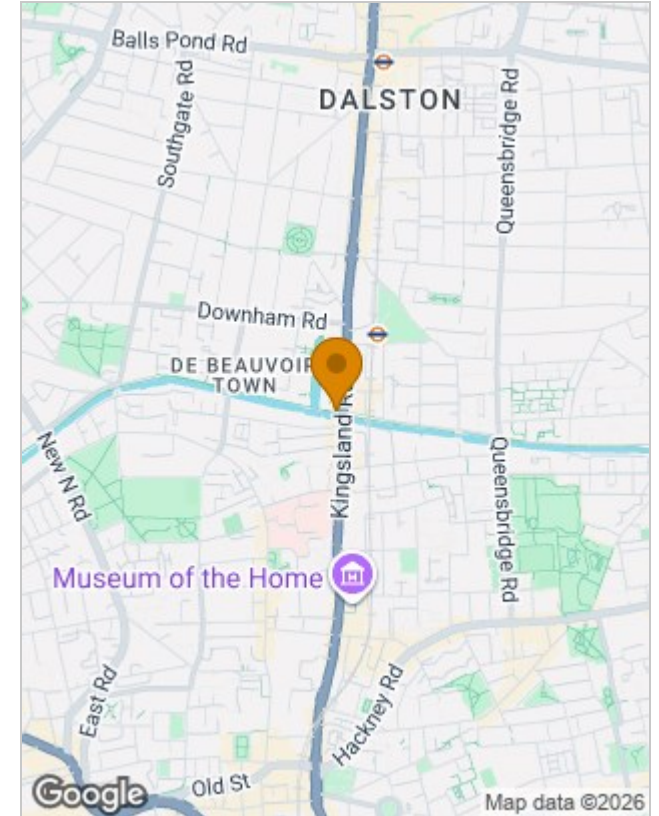 Balls Pond Rd
DALSTON
Southgate Rd
Queensbridge Rd
Downham Rd
DE BEAUVOIR
TOWN
Kingsland Rd
New N Rd
Queensbridge Rd
Museum of the Home
East Rd
Hackney Rd
Old St
Google
Map data ©2026